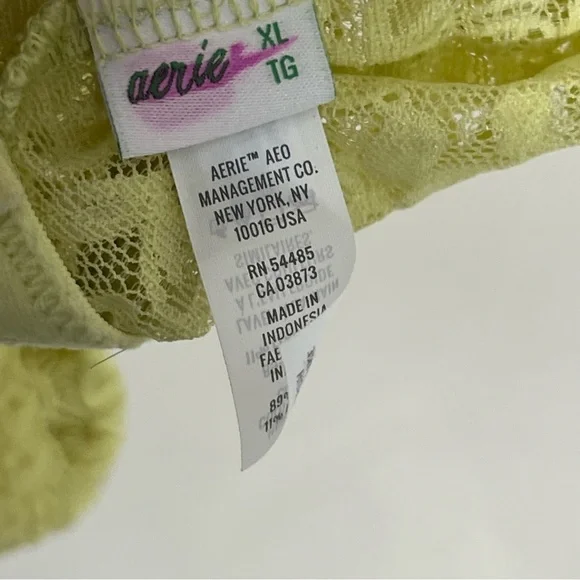 aerie XL
TG
AERIE™ AEO
MANAGEMENT CO.
NEW YORK, NY
10016 USA
RN 54485
CA 03873
MADE IN
INDONESIA
SIMILAIRES